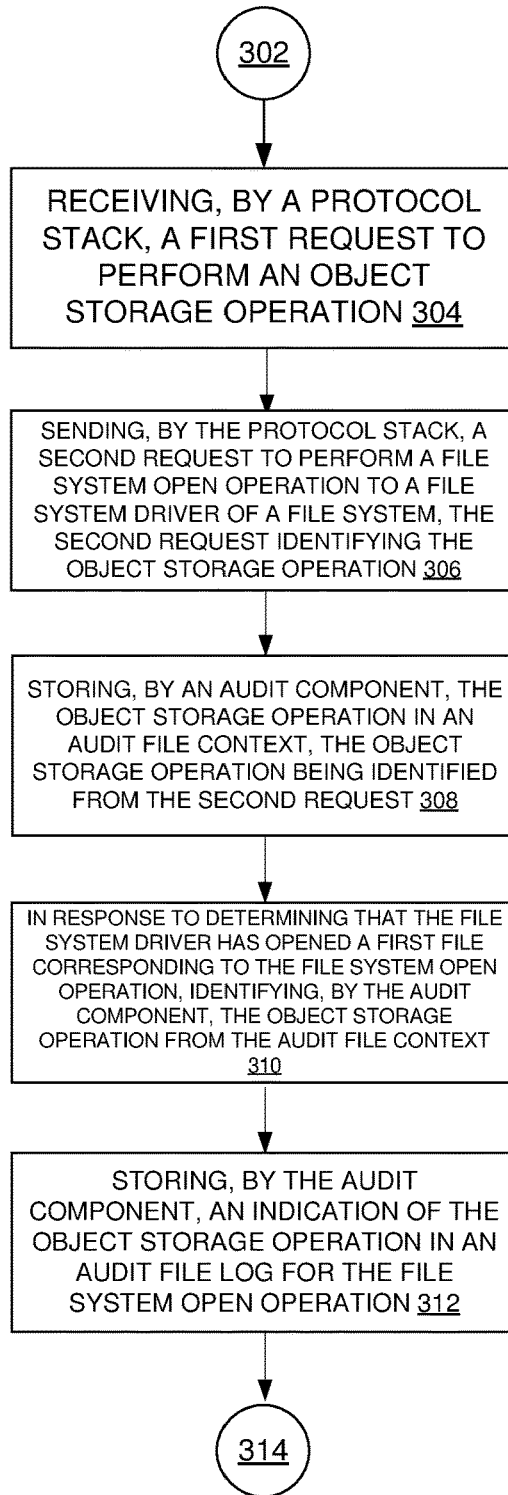 302
RECEIVING, BY A PROTOCOL
STACK, A FIRST REQUEST TO
PERFORM AN OBJECT
STORAGE OPERATION 304
SENDING, BY THE PROTOCOL STACK, A
SECOND REQUEST TO PERFORM A FILE
SYSTEM OPEN OPERATION TO A FILE
SYSTEM DRIVER OF A FILE SYSTEM, THE
SECOND REQUEST IDENTIFYING THE
OBJECT STORAGE OPERATION 306
STORING, BY AN AUDIT COMPONENT, THE
OBJECT STORAGE OPERATION IN AN
AUDIT FILE CONTEXT, THE OBJECT
STORAGE OPERATION BEING IDENTIFIED
FROM THE SECOND REQUEST 308
IN RESPONSE TO DETERMINING THAT THE FILE
SYSTEM DRIVER HAS OPENED A FIRST FILE
CORRESPONDING TO THE FILE SYSTEM OPEN
OPERATION, IDENTIFYING, BY THE AUDIT
COMPONENT, THE OBJECT STORAGE
OPERATION FROM THE AUDIT FILE CONTEXT
310
STORING, BY THE AUDIT
COMPONENT, AN INDICATION OF THE
OBJECT STORAGE OPERATION IN AN
AUDIT FILE LOG FOR THE FILE
SYSTEM OPEN OPERATION 312
314